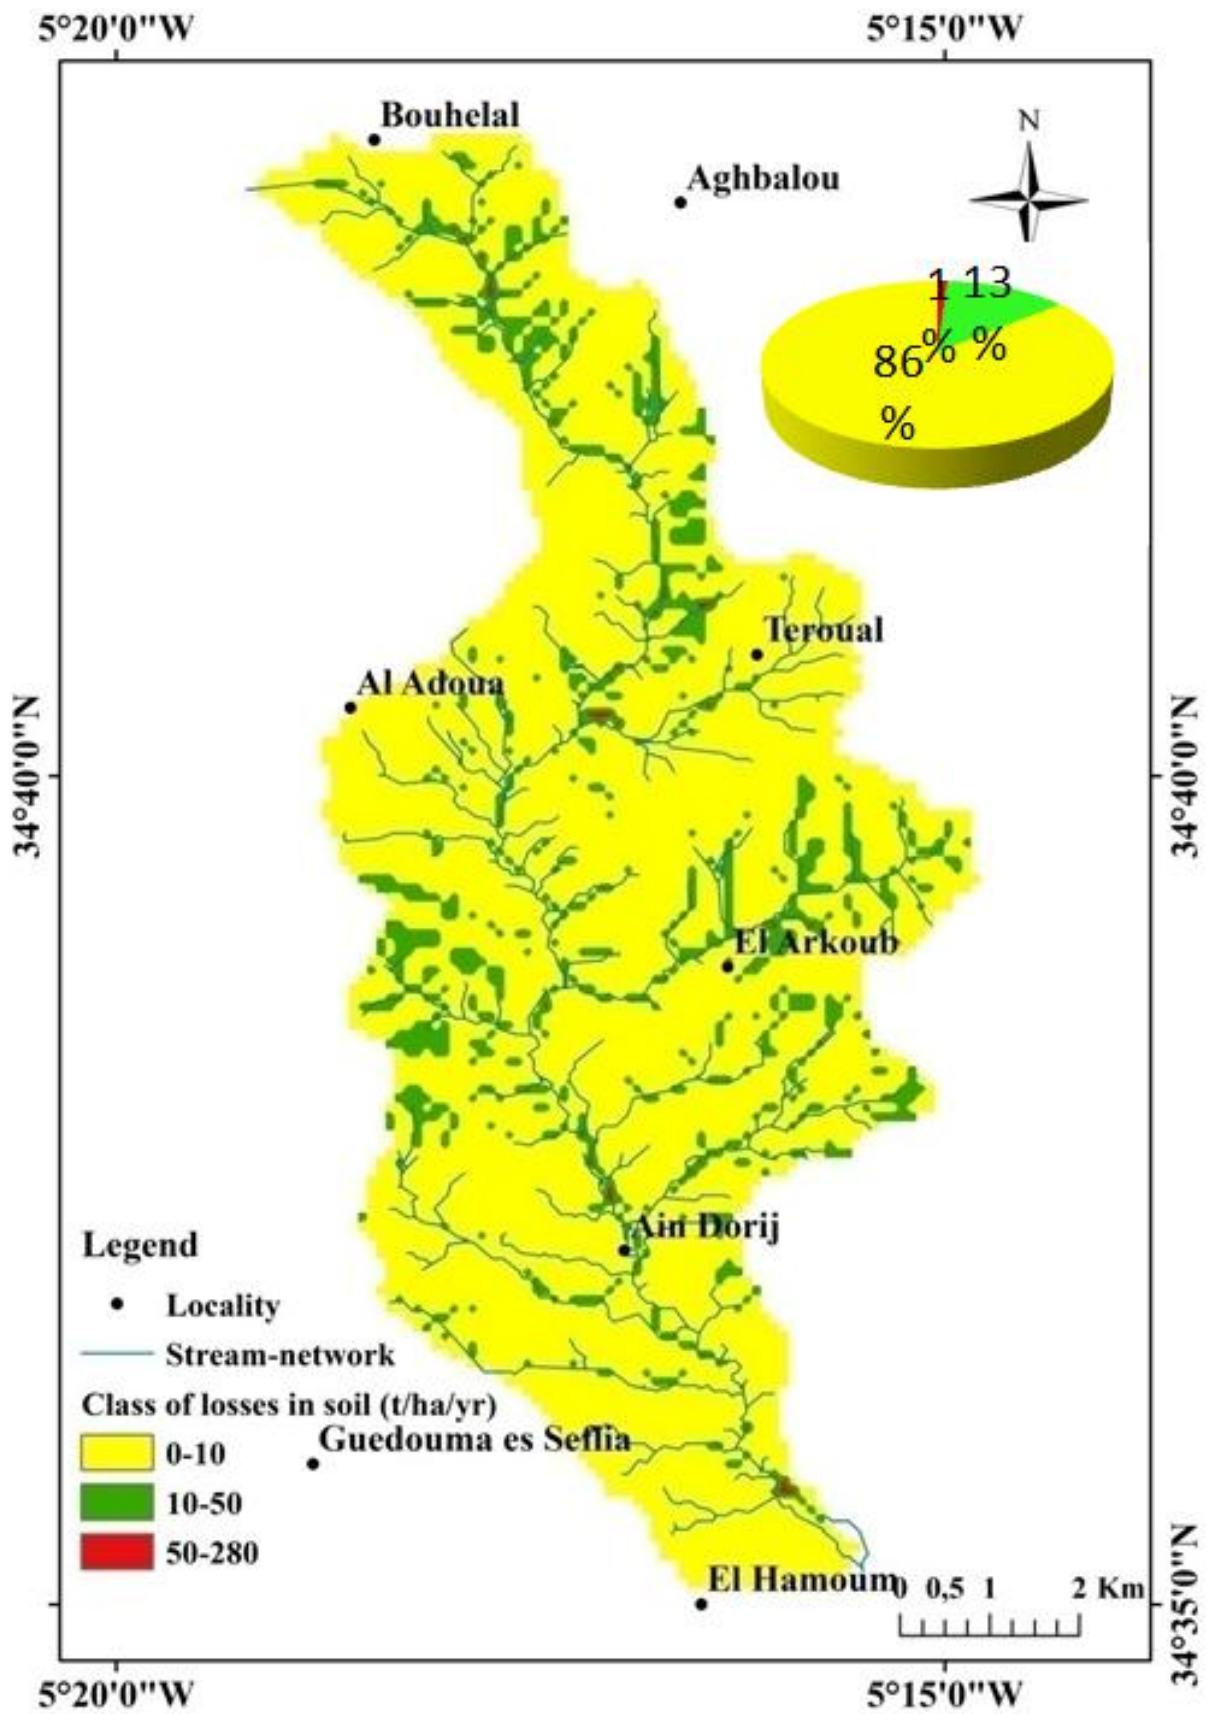 5°20'0"W 5°15'0"W
Bouhelal
N
Aghbalou
1 13
% %
86
%
Teroual
Al Adoua
34°40'0"N 34°40'0"N
El Arkoub
Ain Dorij
Legend
Locality
Stream-network
Class of losses in soil (t/ha/yr)
Guedouma es Seflia
0-10
10-50
50-280
El Hamoum
0 0,5 1 2 Km
34°35'0"N
5°20'0"W 5°15'0"W